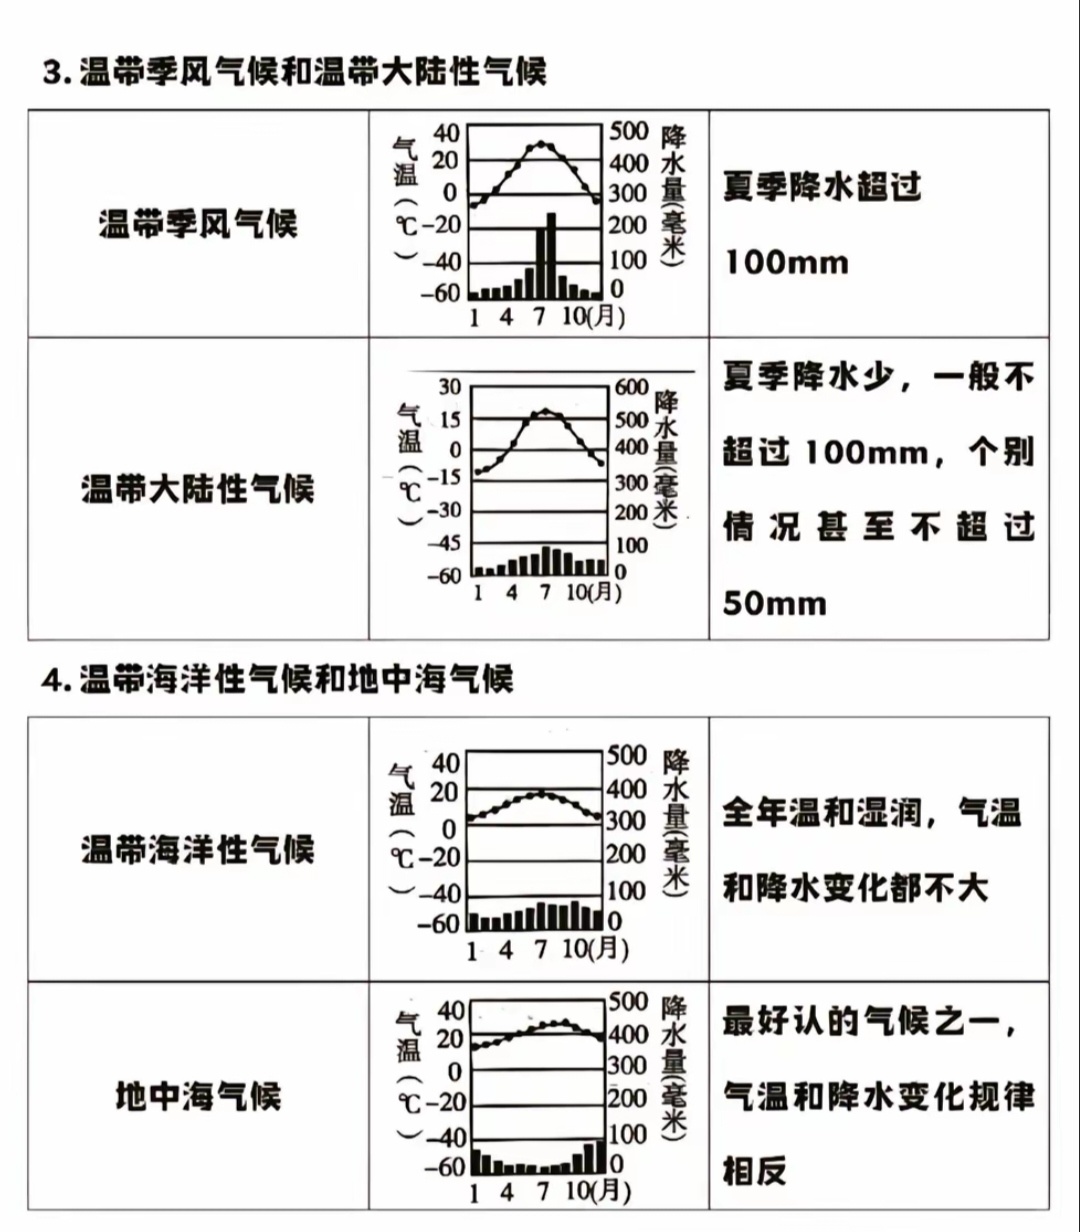 3. 温带季风气候和温带大陆性气候
温带季风气候
气温(℃)
40
20
0
-20
-40
-60
500
400
300
200
100
0
降水量(毫米)
1 4 7 10(月)
夏季降水超过
100mm
温带大陆性气候
气温(℃)
30
15
0
-15
-30
-45
-60
600
500
400
300
200
100
0
降水量(毫米)
1 4 7 10(月)
夏季降水少，一般不
超过 100mm，个别
情况甚至不超过
50mm
4. 温带海洋性气候和地中海气候
温带海洋性气候
气温(℃)
40
20
0
-20
-40
-60
500
400
300
200
100
0
降水量(毫米)
1 4 7 10(月)
全年温和湿润，气温
和降水变化都不大
地中海气候
气温(℃)
40
20
0
-20
-40
-60
500
400
300
200
100
0
降水量(毫米)
1 4 7 10(月)
最好认的气候之一，
气温和降水变化规律
相反